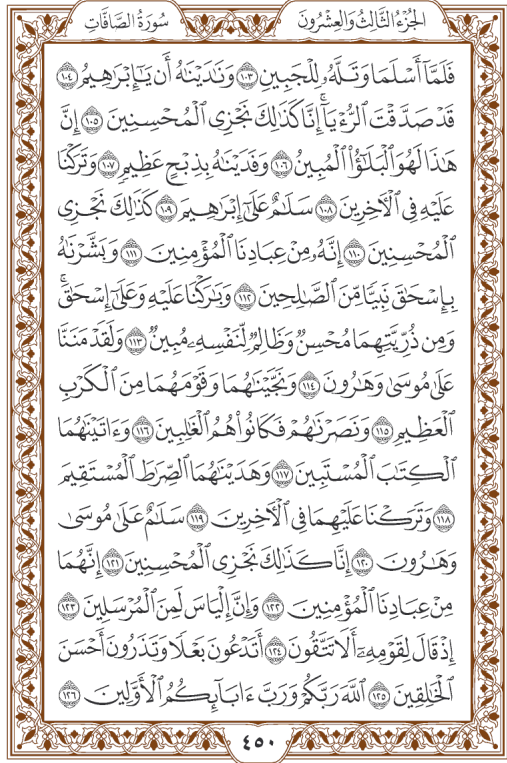 الجُزْءُ الثَّالِثُ وَالعِشْرُونَ
سُورَةُ الصَّافَّاتِ
فَلَمَّآ أَسْلَمَا وَتَلَّهُۥ لِلْجَبِينِ ١٠٣ وَنَٰدَيْنَٰهُ أَن يَٰٓإِبْرَٰهِيمُ ١٠٤
قَدْ صَدَّقْتَ ٱلرُّءْيَآۚ إِنَّا كَذَٰلِكَ نَجْزِى ٱلْمُحْسِنِينَ ١٠٥ إِنَّ
هَٰذَا لَهُوَ ٱلْبَلَٰٓؤُا۟ ٱلْمُبِينُ ١٠٦ وَفَدَيْنَٰهُ بِذِبْحٍ عَظِيمٍ ١٠٧ وَتَرَكْنَا
عَلَيْهِ فِى ٱلْءَاخِرِينَ ١٠٨ سَلَٰمٌ عَلَىٰٓ إِبْرَٰهِيمَ ١٠٩ كَذَٰلِكَ نَجْزِى
ٱلْمُحْسِنِينَ ١١٠ إِنَّهُۥ مِنْ عِبَادِنَا ٱلْمُؤْمِنِينَ ١١١ وَبَشَّرْنَٰهُ
بِإِسْحَٰقَ نَبِيًّا مِّنَ ٱلصَّٰلِحِينَ ١١٢ وَبَٰرَكْنَا عَلَيْهِ وَعَلَىٰٓ إِسْحَٰقَۚ
وَمِن ذُرِّيَّتِهِمَا مُحْسِنٌ وَظَالِمٌ لِّنَفْسِهِۦ مُبِينٌ ١١٣ وَلَقَدْ مَنَنَّا
عَلَىٰ مُوسَىٰ وَهَٰرُونَ ١١٤ وَنَجَّيْنَٰهُمَا وَقَوْمَهُمَا مِنَ ٱلْكَرْبِ
ٱلْعَظِيمِ ١١٥ وَنَصَرْنَٰهُمْ فَكَانُوا۟ هُمُ ٱلْغَٰلِبِينَ ١١٦ وَءَاتَيْنَٰهُمَا
ٱلْكِتَٰبَ ٱلْمُسْتَبِينَ ١١٧ وَهَدَيْنَٰهُمَا ٱلصِّرَٰطَ ٱلْمُسْتَقِيمَ
١١٨ وَتَرَكْنَا عَلَيْهِمَا فِى ٱلْءَاخِرِينَ ١١٩ سَلَٰمٌ عَلَىٰ مُوسَىٰ
وَهَٰرُونَ ١٢٠ إِنَّا كَذَٰلِكَ نَجْزِى ٱلْمُحْسِنِينَ ١٢١ إِنَّهُمَا
مِنْ عِبَادِنَا ٱلْمُؤْمِنِينَ ١٢٢ وَإِنَّ إِلْيَاسَ لَمِنَ ٱلْمُرْسَلِينَ ١٢٣
إِذْ قَالَ لِقَوْمِهِۦٓ أَلَا تَتَّقُونَ ١٢٤ أَتَدْعُونَ بَعْلًا وَتَذَرُونَ أَحْسَنَ
ٱلْخَٰلِقِينَ ١٢٥ ٱللَّهَ رَبَّكُمْ وَرَبَّ ءَابَآئِكُمُ ٱلْأَوَّلِينَ ١٢٦
٤٥٠